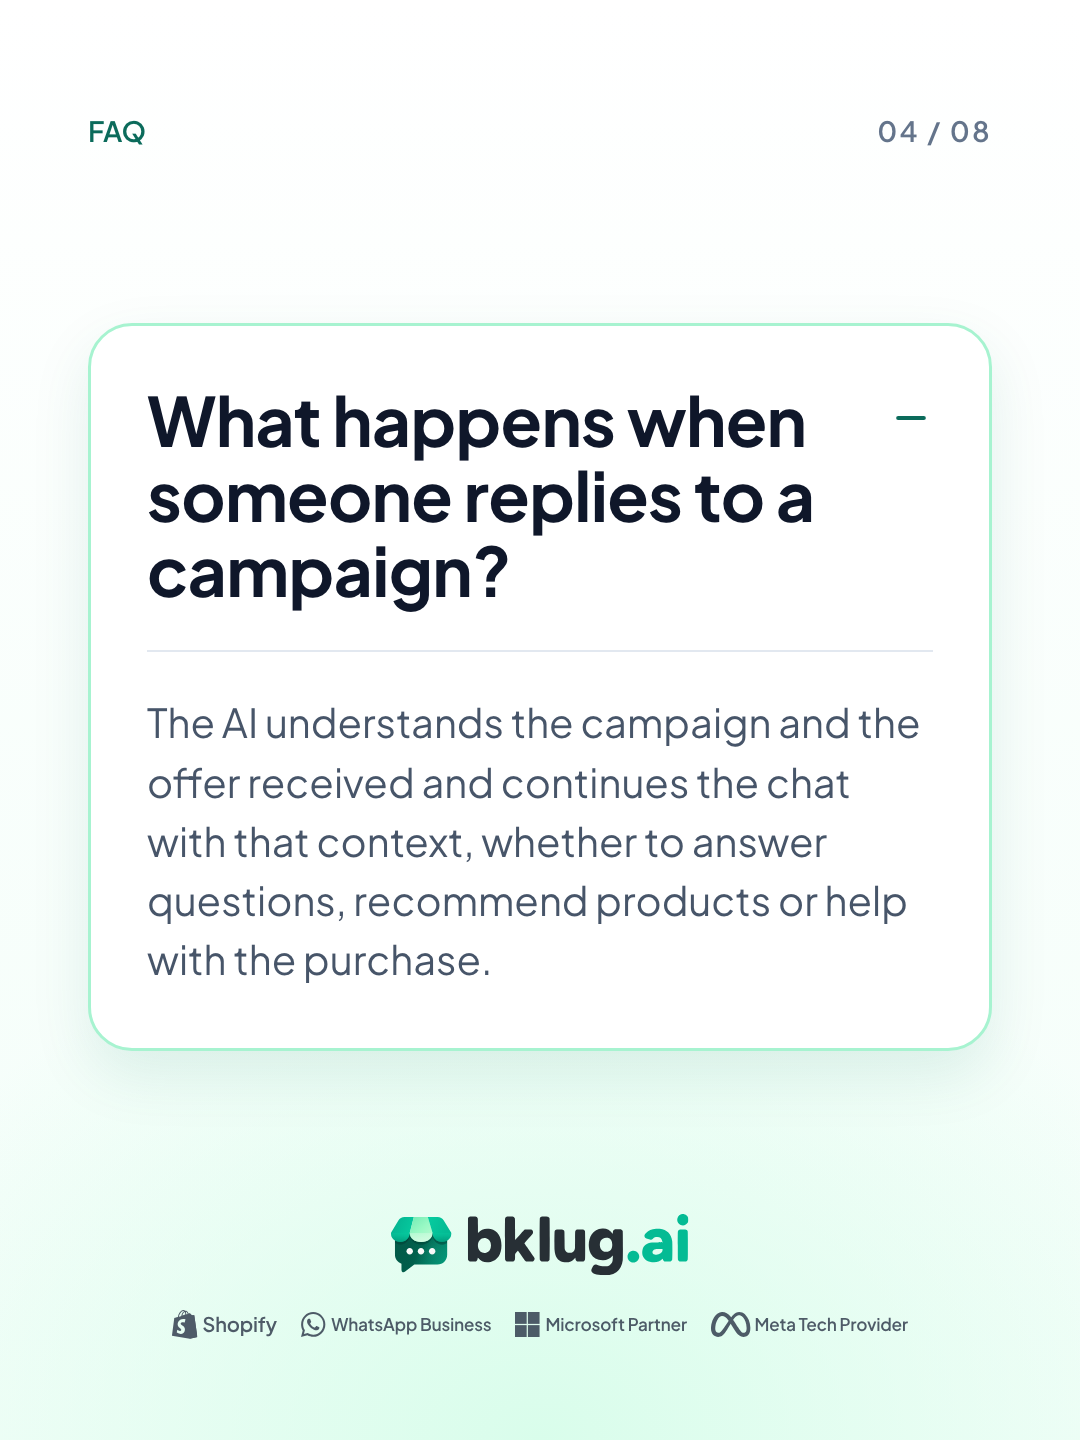 FAQ
04 / 08
What happens when
someone replies to a
campaign?
The AI understands the campaign and the
offer received and continues the chat
with that context, whether to answer
questions, recommend products or help
with the purchase.
bklug.ai
Shopify WhatsApp Business Microsoft Partner Meta Tech Provider